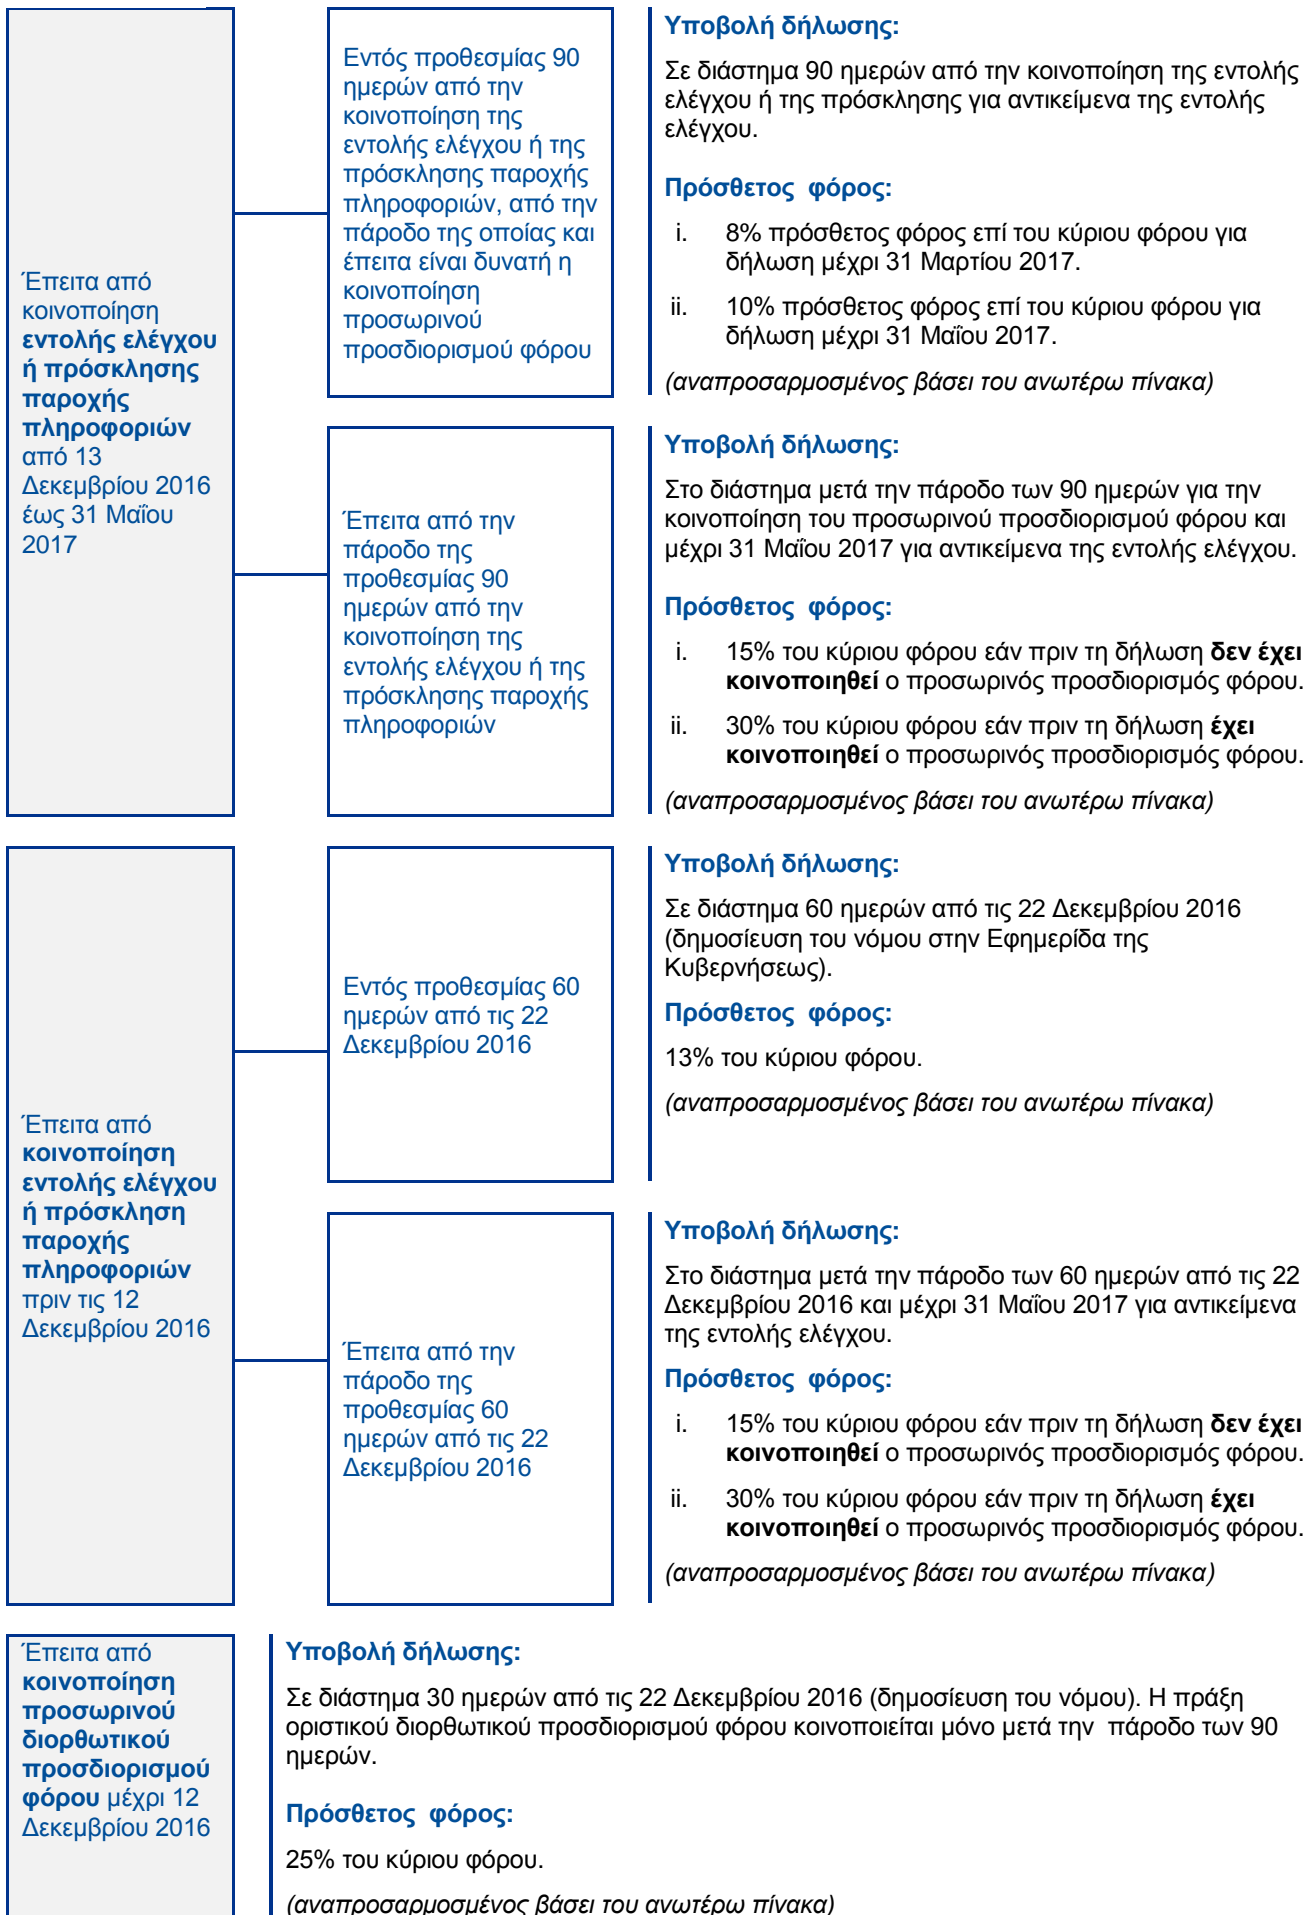 Έπειτα από
κοινοποίηση
εντολής ελέγχου
ή πρόσκλησης
παροχής
πληροφοριών
από 13
Δεκεμβρίου 2016
έως 31 Μαΐου
2017
Εντός προθεσμίας 90
ημερών από την
κοινοποίηση της
εντολής ελέγχου ή της
πρόσκλησης παροχής
πληροφοριών, από την
πάροδο της οποίας και
έπειτα είναι δυνατή η
κοινοποίηση
προσωρινού
προσδιορισμού φόρου
Υποβολή δήλωσης:
Σε διάστημα 90 ημερών από την κοινοποίηση της εντολής
ελέγχου ή της πρόσκλησης για αντικείμενα της εντολής
ελέγχου.
Πρόσθετος φόρος:
i. 8% πρόσθετος φόρος επί του κύριου φόρου για
δήλωση μέχρι 31 Μαρτίου 2017.
ii. 10% πρόσθετος φόρος επί του κύριου φόρου για
δήλωση μέχρι 31 Μαΐου 2017.
(αναπροσαρμοσμένος βάσει του ανωτέρω πίνακα)
Έπειτα από την
πάροδο της
προθεσμίας 90
ημερών από την
κοινοποίηση της
εντολής ελέγχου ή της
πρόσκλησης παροχής
πληροφοριών
Υποβολή δήλωσης:
Στο διάστημα μετά την πάροδο των 90 ημερών για την
κοινοποίηση του προσωρινού προσδιορισμού φόρου και
μέχρι 31 Μαΐου 2017 για αντικείμενα της εντολής ελέγχου.
Πρόσθετος φόρος:
i. 15% του κύριου φόρου εάν πριν τη δήλωση δεν έχει
κοινοποιηθεί ο προσωρινός προσδιορισμός φόρου.
ii. 30% του κύριου φόρου εάν πριν τη δήλωση έχει
κοινοποιηθεί ο προσωρινός προσδιορισμός φόρου.
(αναπροσαρμοσμένος βάσει του ανωτέρω πίνακα)
Έπειτα από
κοινοποίηση
εντολής ελέγχου
ή πρόσκληση
παροχής
πληροφοριών
πριν τις 12
Δεκεμβρίου 2016
Εντός προθεσμίας 60
ημερών από τις 22
Δεκεμβρίου 2016
Υποβολή δήλωσης:
Σε διάστημα 60 ημερών από τις 22 Δεκεμβρίου 2016
(δημοσίευση του νόμου στην Εφημερίδα της
Κυβερνήσεως).
Πρόσθετος φόρος:
13% του κύριου φόρου.
(αναπροσαρμοσμένος βάσει του ανωτέρω πίνακα)
Έπειτα από την
πάροδο της
προθεσμίας 60
ημερών από τις 22
Δεκεμβρίου 2016
Υποβολή δήλωσης:
Στο διάστημα μετά την πάροδο των 60 ημερών από τις 22
Δεκεμβρίου 2016 και μέχρι 31 Μαΐου 2017 για αντικείμενα
της εντολής ελέγχου.
Πρόσθετος φόρος:
i. 15% του κύριου φόρου εάν πριν τη δήλωση δεν έχει
κοινοποιηθεί ο προσωρινός προσδιορισμός φόρου.
ii. 30% του κύριου φόρου εάν πριν τη δήλωση έχει
κοινοποιηθεί ο προσωρινός προσδιορισμός φόρου.
(αναπροσαρμοσμένος βάσει του ανωτέρω πίνακα)
Έπειτα από
κοινοποίηση
προσωρινού
διορθωτικού
προσδιορισμού
φόρου μέχρι 12
Δεκεμβρίου 2016
Υποβολή δήλωσης:
Σε διάστημα 30 ημερών από τις 22 Δεκεμβρίου 2016 (δημοσίευση του νόμου). Η πράξη
οριστικού διορθωτικού προσδιορισμού φόρου κοινοποιείται μόνο μετά την πάροδο των 90
ημερών.
Πρόσθετος φόρος:
25% του κύριου φόρου.
(αναπροσαρμοσμένος βάσει του ανωτέρω πίνακα)